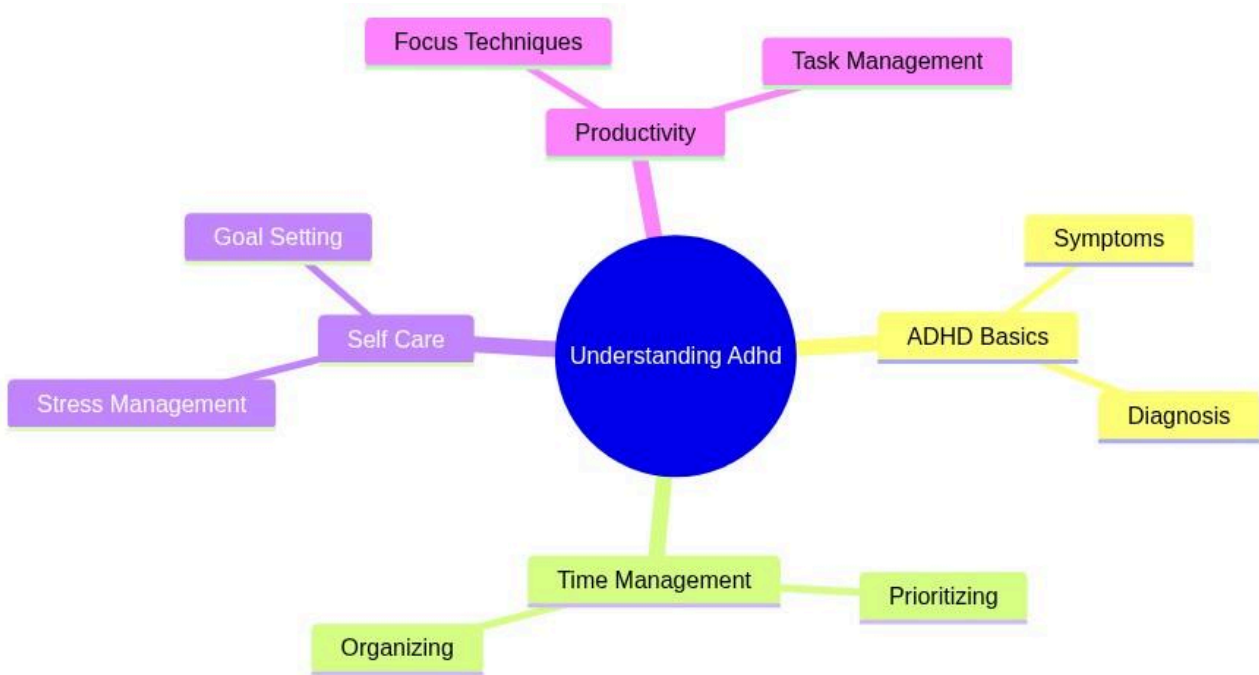 Focus Techniques
Task Management
Productivity
Goal Setting
Symptoms
Self Care
Understanding Adhd
ADHD Basics
Stress Management
Diagnosis
Time Management
Prioritizing
Organizing